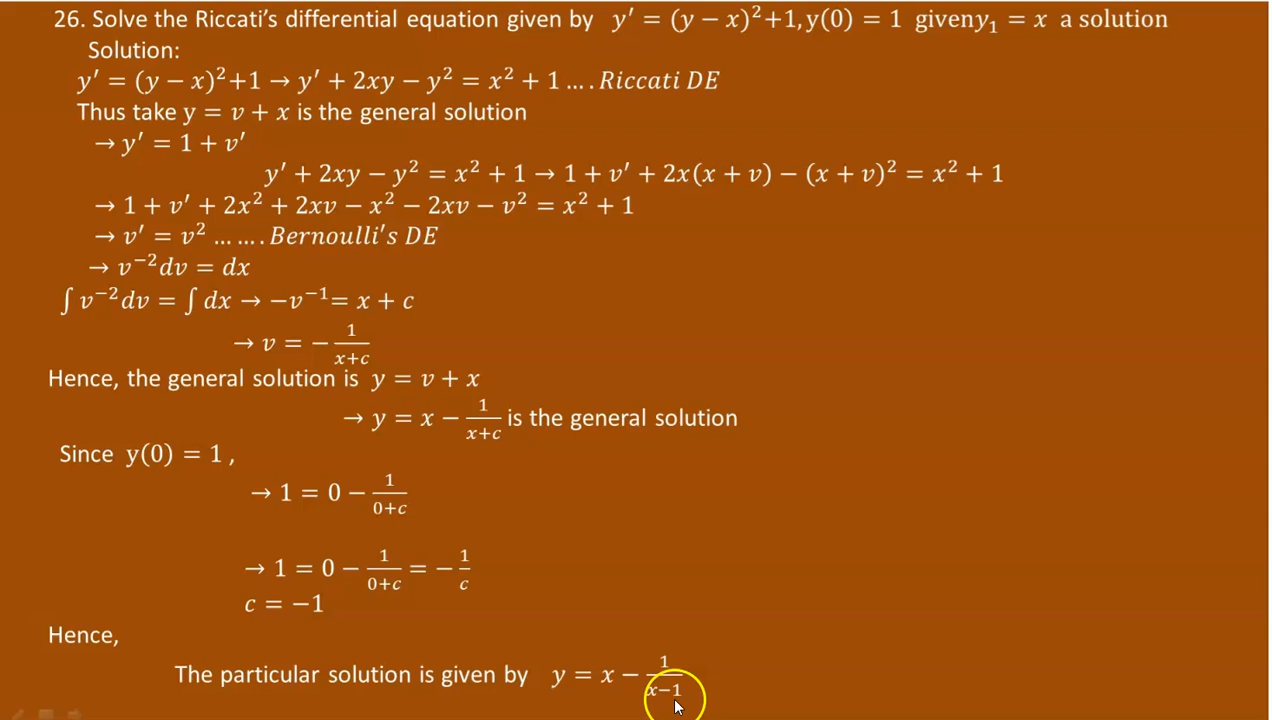 26. Solve the Riccati’s differential equation given by y′ = (y − x)²+1, y(0) = 1 giveny₁ = x a solution
Solution:
y′ = (y − x)²+1 → y′ + 2xy − y² = x² + 1 … . Riccati DE
Thus take y = v + x is the general solution
→ y′ = 1 + v′
y′ + 2xy − y² = x² + 1 → 1 + v′ + 2x(x + v) − (x + v)² = x² + 1
→ 1 + v′ + 2x² + 2xv − x² − 2xv − v² = x² + 1
→ v′ = v² … … . Bernoulli′s DE
→ v⁻²dv = dx
∫ v⁻²dv = ∫ dx → −v⁻¹= x + c
→ v = − 1/(x+c)
Hence, the general solution is y = v + x
→ y = x − 1/(x+c) is the general solution
Since y(0) = 1 ,
→ 1 = 0 − 1/(0+c)
→ 1 = 0 − 1/(0+c) = − 1/c
c = −1
Hence,
The particular solution is given by y = x − 1/(x−1)